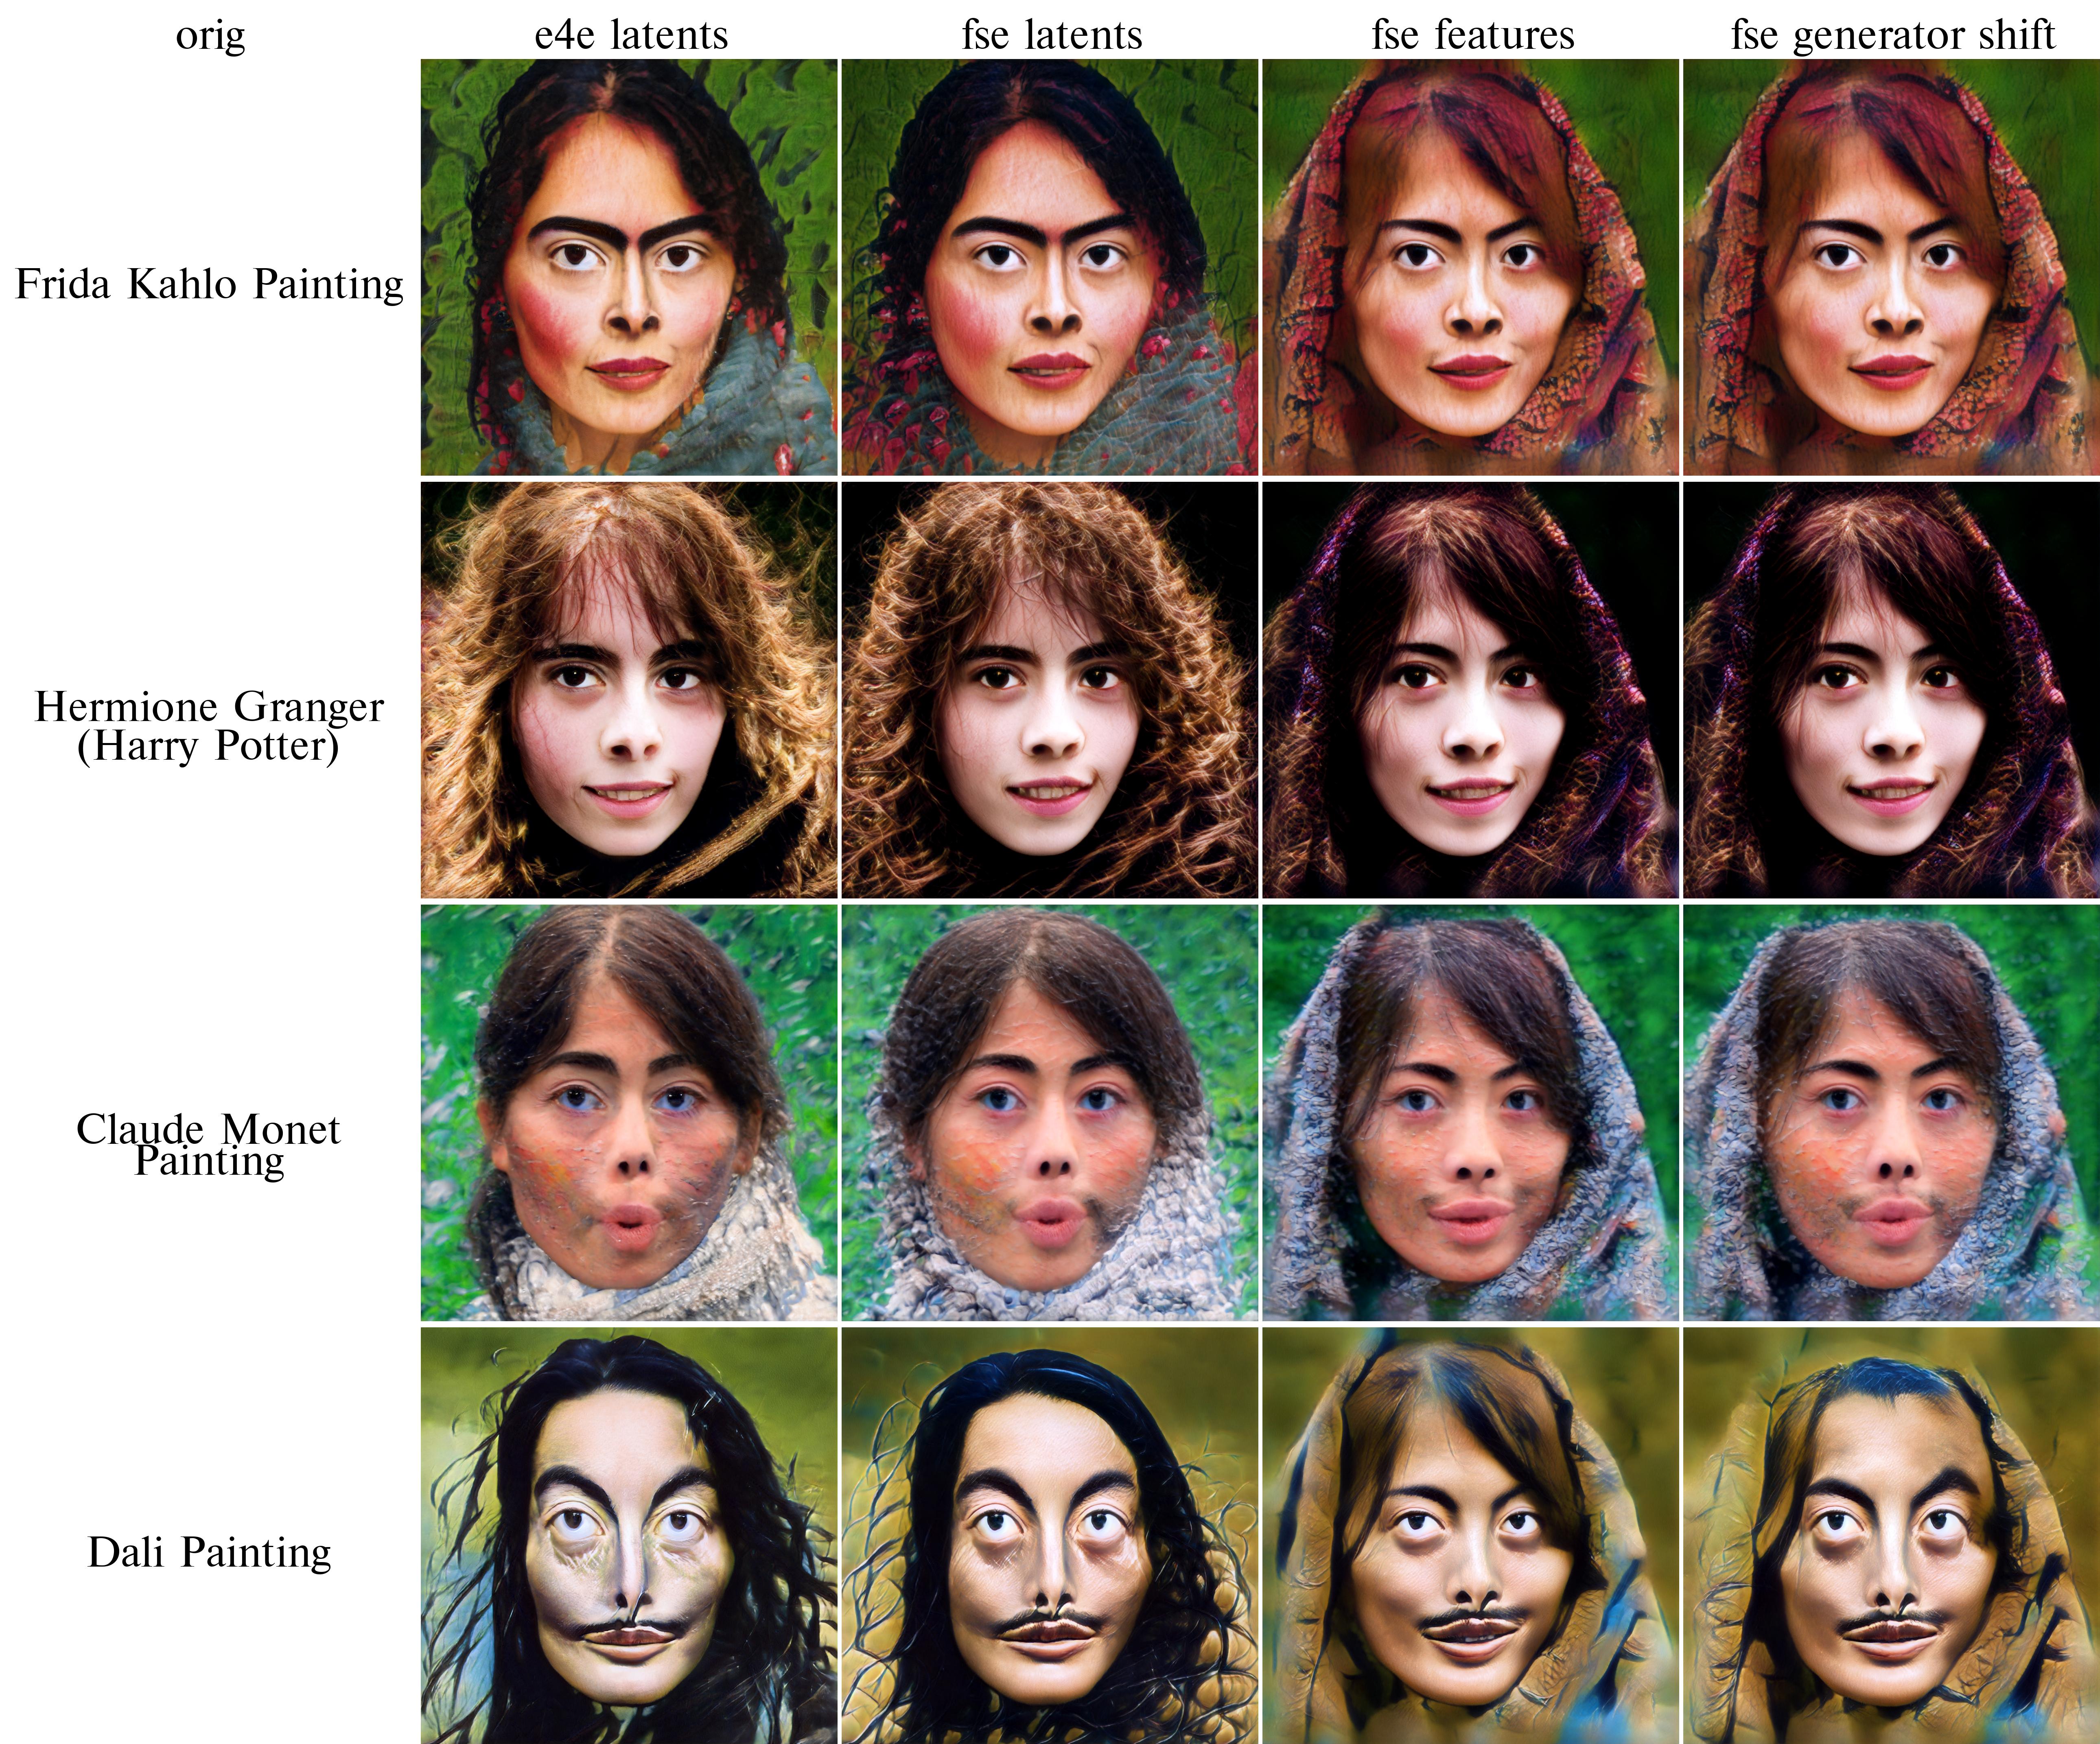 orig
e4e latents
fse latents
fse features
fse generator shift
Frida Kahlo Painting
Hermione Granger
(Harry Potter)
Claude Monet
Painting
Dali Painting